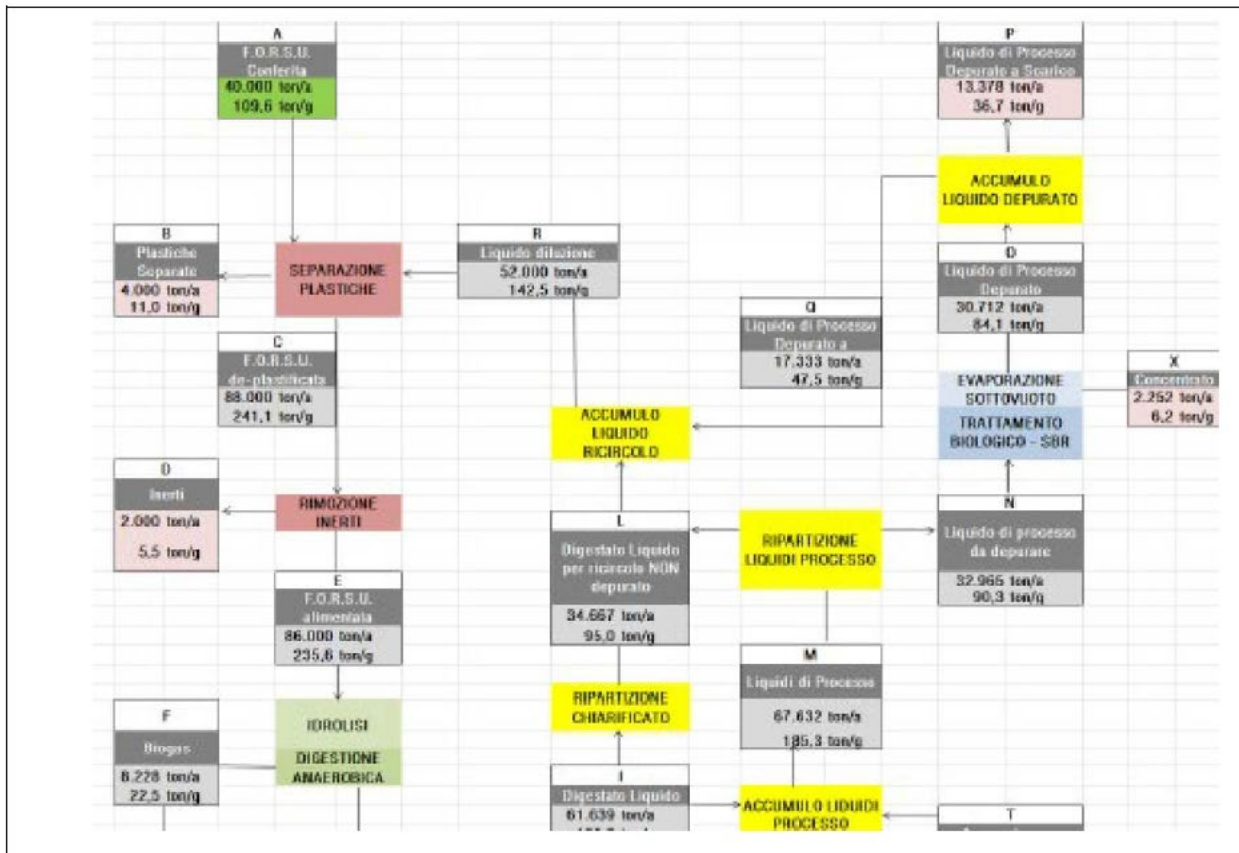 A
F.O.R.S.U.
Conferita
40.000 ton/a
109,6 ton/g
P
Liquido di Processo
Depurato a Scarico
13.378 ton/a
36,7 ton/g
ACCUMULO
LIQUIDO DEPURATO
B
Plastiche
Separate
4.000 ton/a
11,0 ton/g
SEPARAZIONE
PLASTICHE
R
Liquido diluzione
52.000 ton/a
142,5 ton/g
O
Liquido di Processo
Depurato
30.712 ton/a
84,1 ton/g
Q
Liquido di Processo
Depurato a
17.333 ton/a
47,5 ton/g
C
F.O.R.S.U.
de-plastificata
88.000 ton/a
241,1 ton/g
X
Concentrato
2.252 ton/a
6,2 ton/g
EVAPORAZIONE
SOTTOVUOTO
TRATTAMENTO
BIOLOGICO - SBR
ACCUMULO
LIQUIDO
RICIRCOLO
D
Inerti
2.000 ton/a
5,5 ton/g
RIMOZIONE
INERTI
L
Digestato Liquido
per ricircolo NON
depurato
34.667 ton/a
95,0 ton/g
RIPARTIZIONE
LIQUIDI PROCESSO
N
Liquido di processo
da depurare
32.965 ton/a
90,3 ton/g
E
F.O.R.S.U.
alimentata
86.000 ton/a
235,6 ton/g
M
Liquidi di Processo
67.632 ton/a
185,3 ton/g
RIPARTIZIONE
CHIARIFICATO
F
Biogas
8.228 ton/a
22,5 ton/g
IDROLISI
DIGESTIONE
ANAEROBICA
I
Digestato Liquido
61.639 ton/a
ACCUMULO LIQUIDI
PROCESSO
T